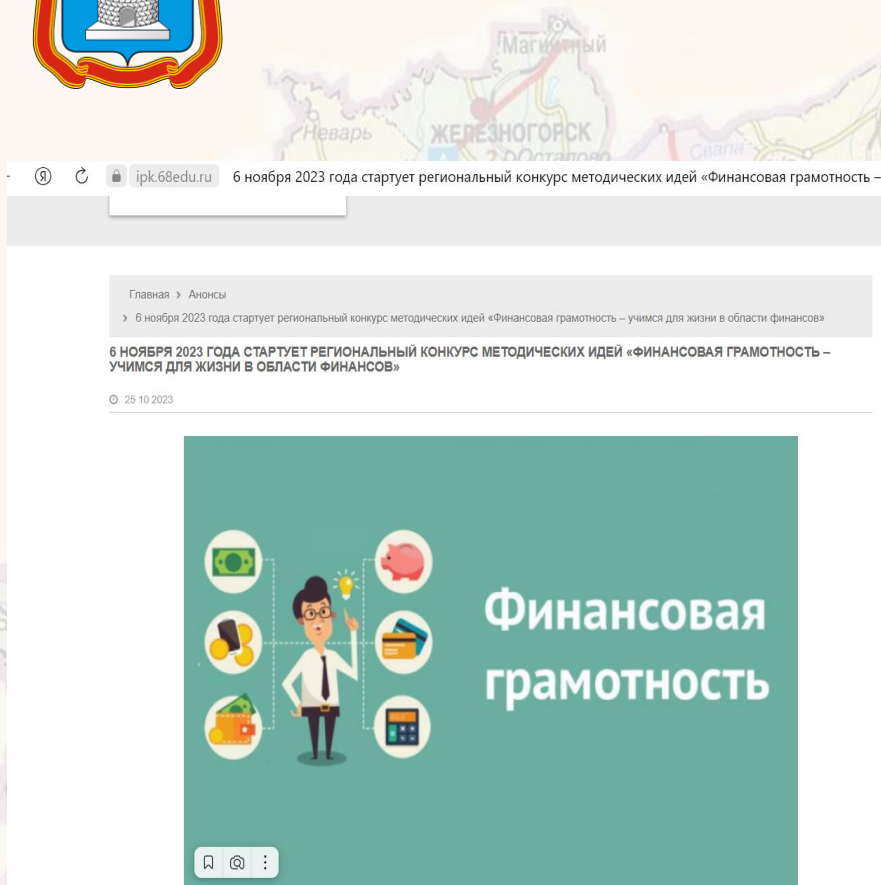 Магнитный
Неварь
ЖЕЛЕЗНОГОРСК
Остапово
Свапа
ipk.68edu.ru 6 ноября 2023 года стартует региональный конкурс методических идей «Финансовая грамотность –
Главная › Анонсы
› 6 ноября 2023 года стартует региональный конкурс методических идей «Финансовая грамотность – учимся для жизни в области финансов»
6 НОЯБРЯ 2023 ГОДА СТАРТУЕТ РЕГИОНАЛЬНЫЙ КОНКУРС МЕТОДИЧЕСКИХ ИДЕЙ «ФИНАНСОВАЯ ГРАМОТНОСТЬ –
УЧИМСЯ ДЛЯ ЖИЗНИ В ОБЛАСТИ ФИНАНСОВ»
25 10 2023
Финансовая
грамотность